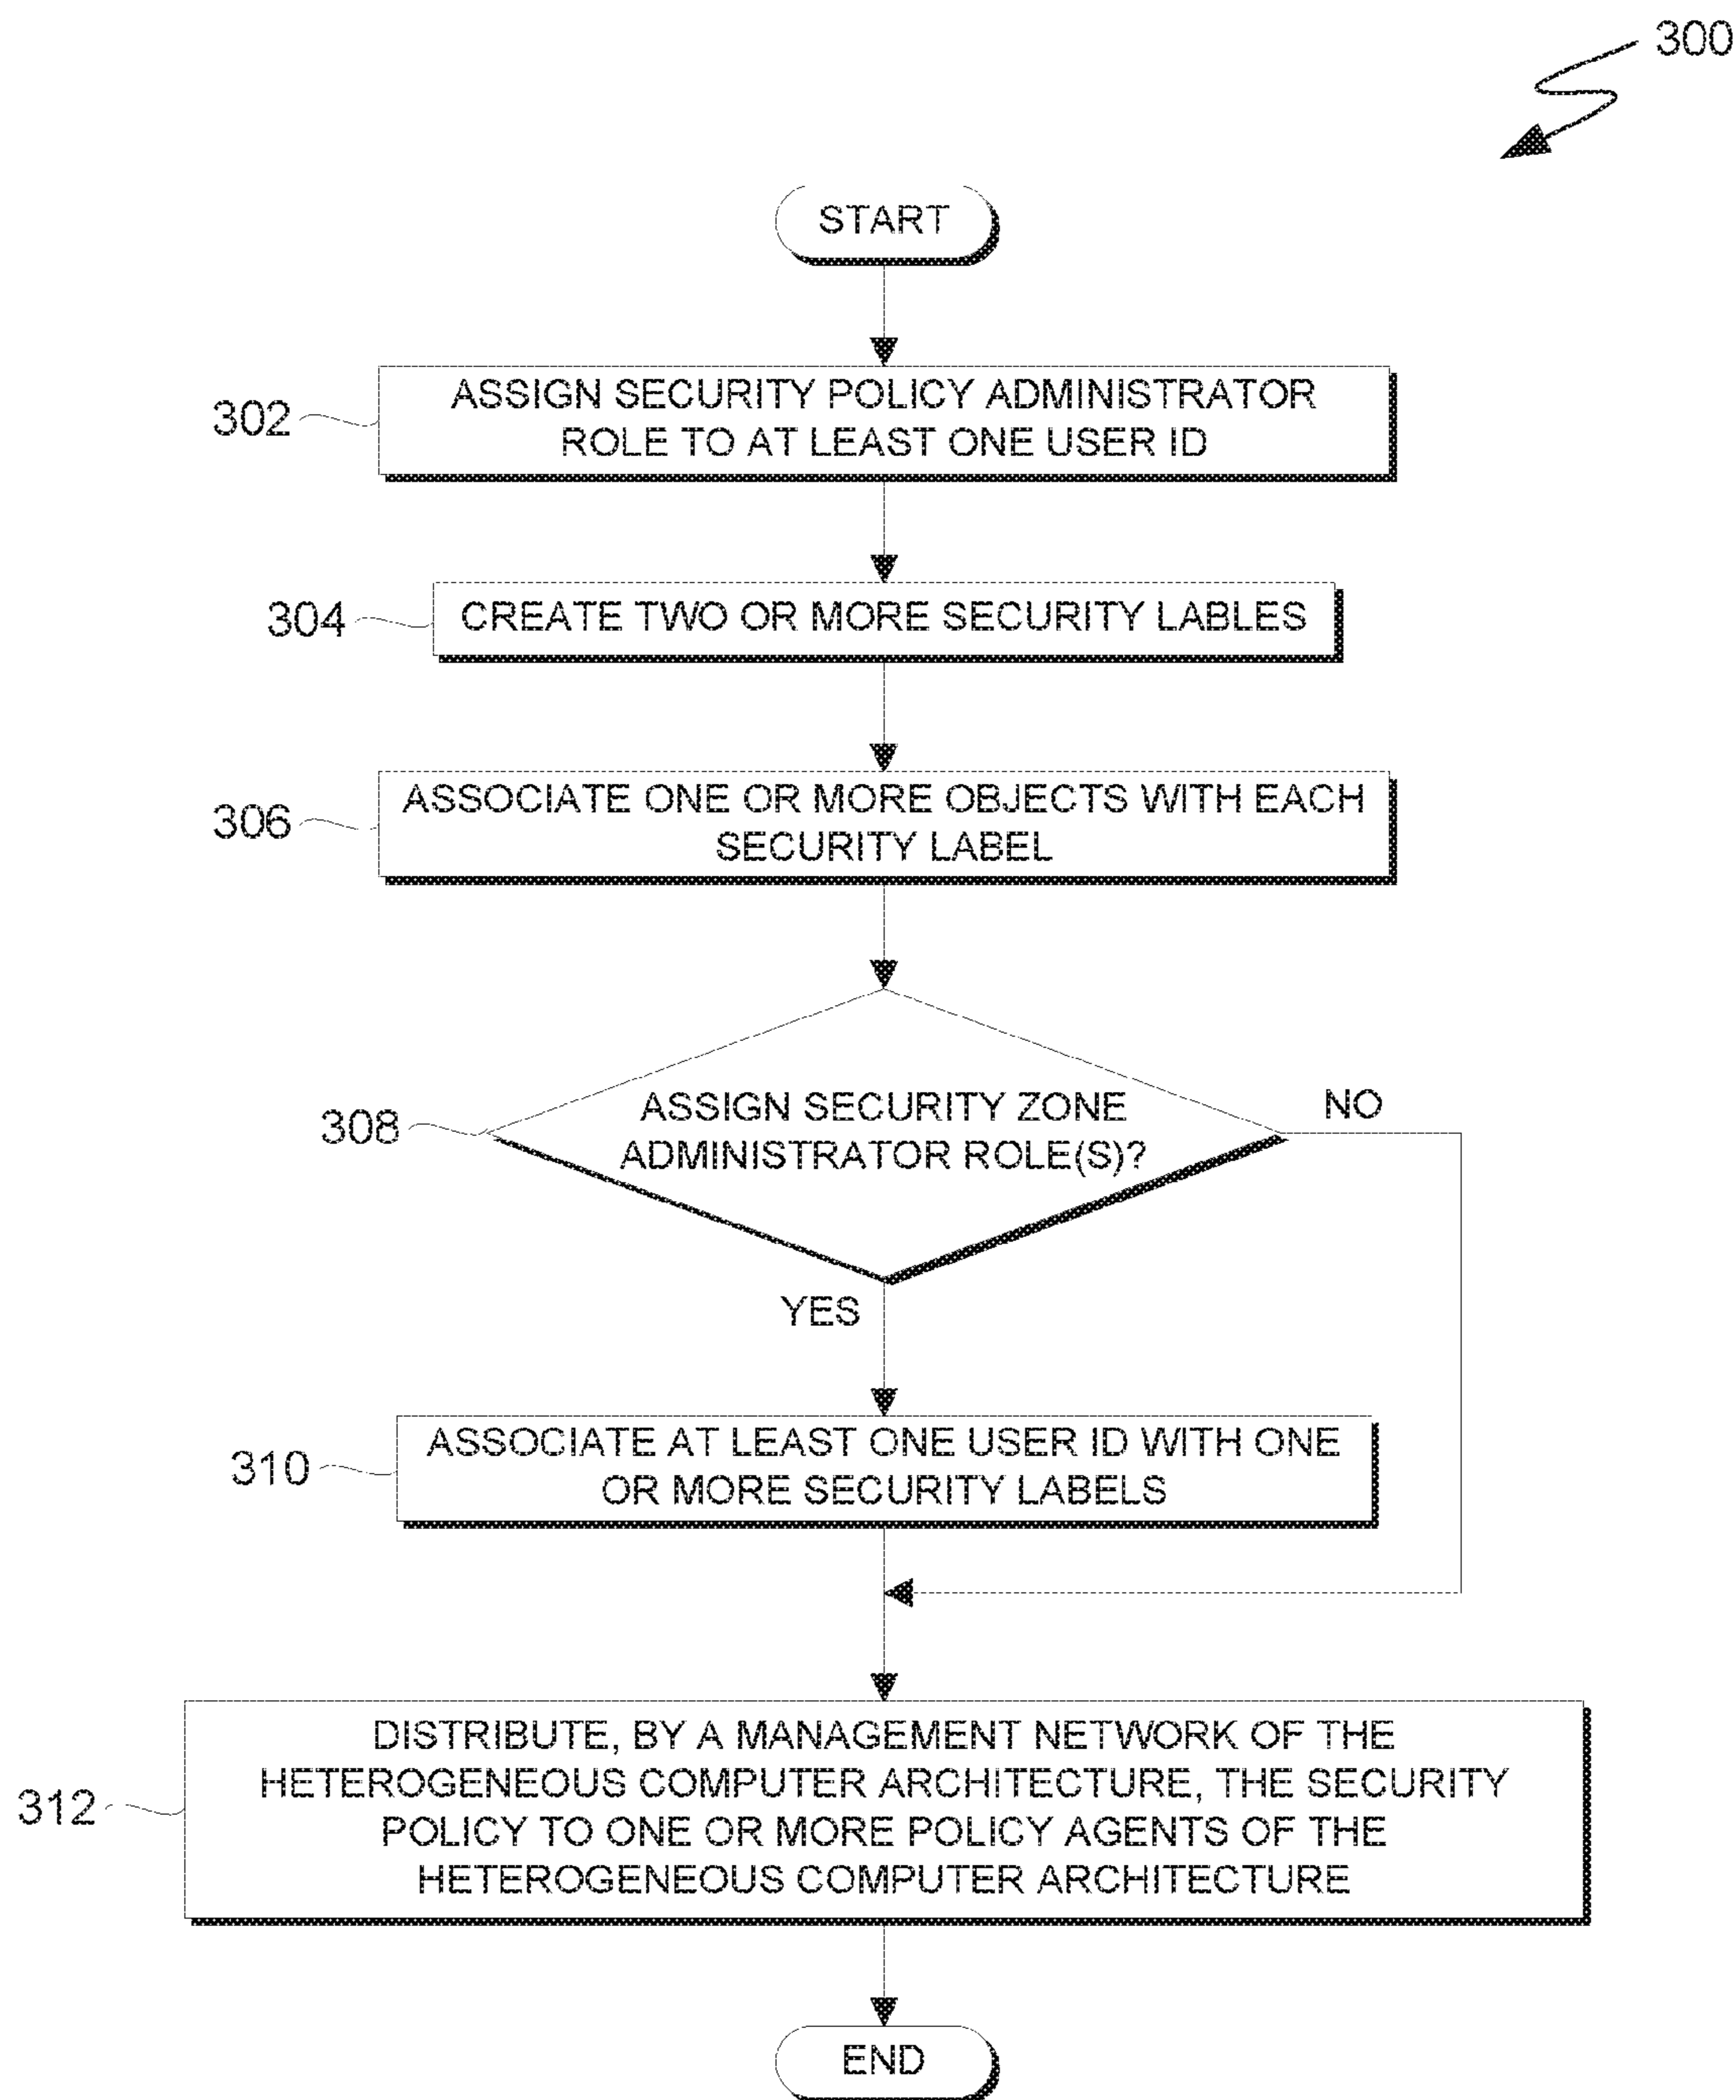 300
START
302
ASSIGN SECURITY POLICY ADMINISTRATOR
ROLE TO AT LEAST ONE USER ID
304
CREATE TWO OR MORE SECURITY LABLES
306
ASSOCIATE ONE OR MORE OBJECTS WITH EACH
SECURITY LABEL
308
ASSIGN SECURITY ZONE
ADMINISTRATOR ROLE(S)?
NO
YES
310
ASSOCIATE AT LEAST ONE USER ID WITH ONE
OR MORE SECURITY LABELS
312
DISTRIBUTE, BY A MANAGEMENT NETWORK OF THE
HETEROGENEOUS COMPUTER ARCHITECTURE, THE SECURITY
POLICY TO ONE OR MORE POLICY AGENTS OF THE
HETEROGENEOUS COMPUTER ARCHITECTURE
END